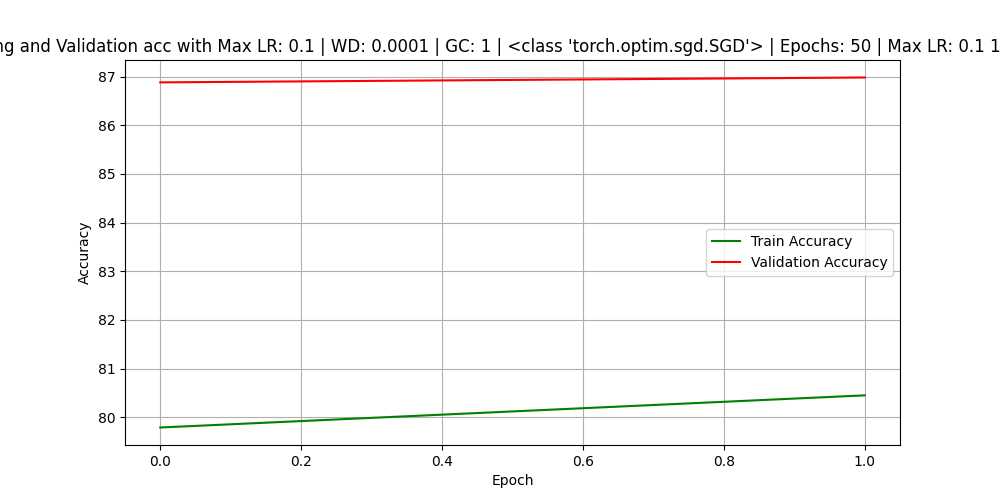 and Validation acc with Max LR: 0.1 | WD: 0.0001 | GC: 1 | <class 'torch.optim.sgd.SGD'> | Epochs: 50 | Max LR: 0.1 1
87
86
85
84
83
82
81
80
Accuracy
Train Accuracy
Validation Accuracy
0.0 0.2 0.4 0.6 0.8 1.0
Epoch